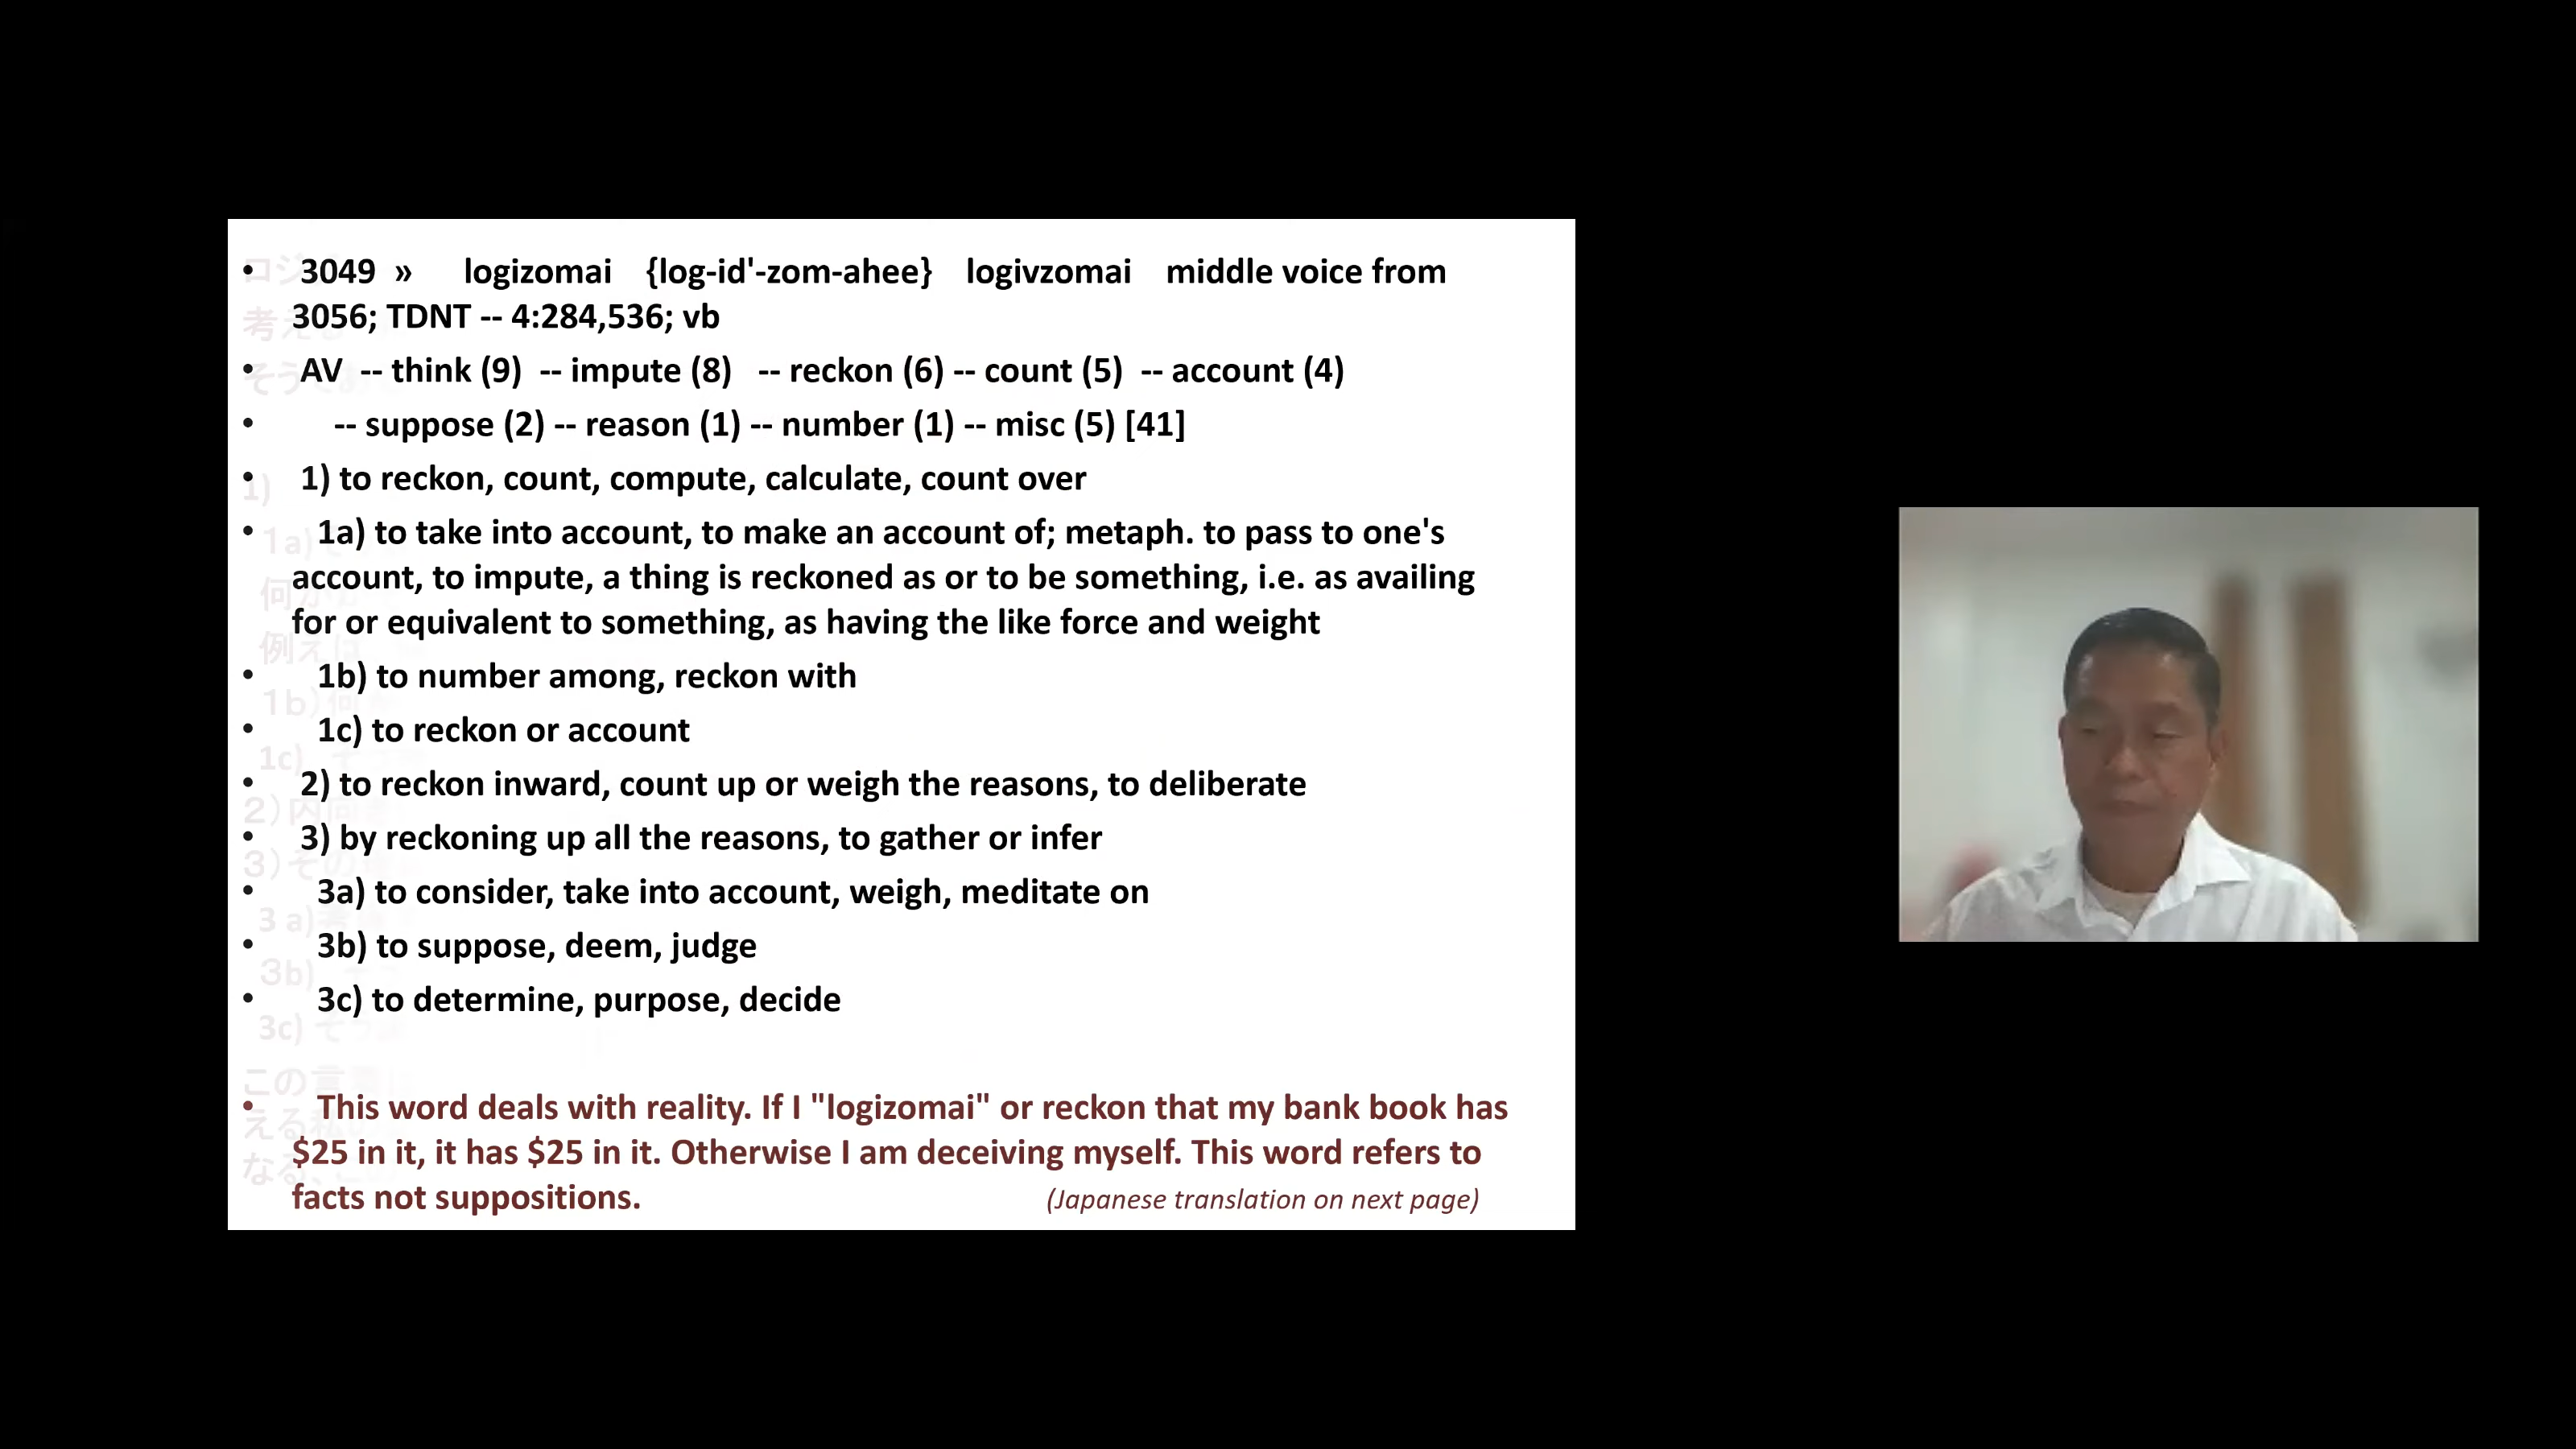 • 3049 » logizomai {log-id'-zom-ahee} logivzomai middle voice from
3056; TDNT -- 4:284,536; vb
• AV -- think (9) -- impute (8) -- reckon (6) -- count (5) -- account (4)
• -- suppose (2) -- reason (1) -- number (1) -- misc (5) [41]
• 1) to reckon, count, compute, calculate, count over
• 1a) to take into account, to make an account of; metaph. to pass to one's
account, to impute, a thing is reckoned as or to be something, i.e. as availing
for or equivalent to something, as having the like force and weight
• 1b) to number among, reckon with
• 1c) to reckon or account
• 2) to reckon inward, count up or weigh the reasons, to deliberate
• 3) by reckoning up all the reasons, to gather or infer
• 3a) to consider, take into account, weigh, meditate on
• 3b) to suppose, deem, judge
• 3c) to determine, purpose, decide
• This word deals with reality. If I "logizomai" or reckon that my bank book has
$25 in it, it has $25 in it. Otherwise I am deceiving myself. This word refers to
facts not suppositions. (Japanese translation on next page)